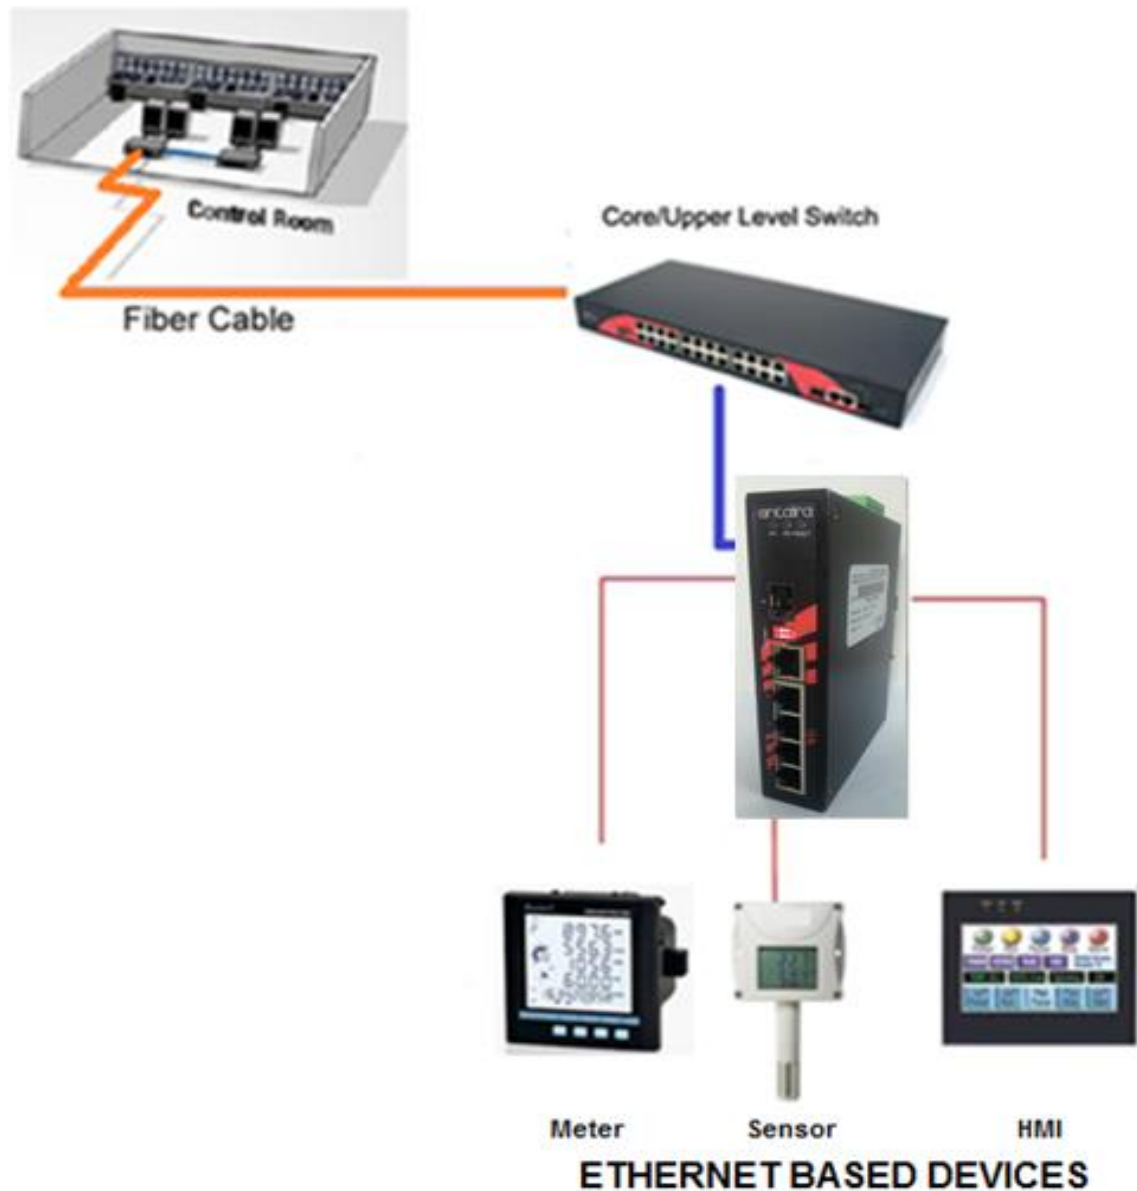 Control Room
Core/Upper Level Switch
Fiber Cable
antaira
Meter
Sensor
HMI
ETHERNET BASED DEVICES